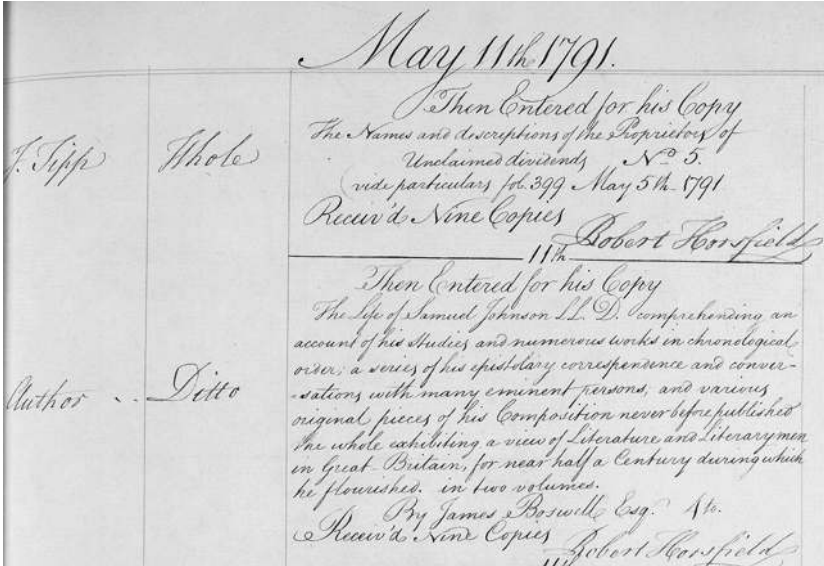 May 11th 1791.
Then Entered for his Copy
The Names and descriptions of the Proprietors of
J. Sipp Whole
Unclaimed dividends No 5.
vide particulars fol. 399 May 5th 1791
Receiv'd Nine Copies
Robert Horsfield
11th
Then Entered for his Copy
The Life of Samuel Johnson LL. D. comprehending an
account of his studies and numerous works in chronological
order; a series of his epistolary correspondence and conver-
Author .. Ditto
-sations with many eminent persons; and various
original pieces of his Composition never before published
the whole exhibiting a view of Literature and Literary men
in Great Britain, for near half a Century during which
he flourished. in two volumes.
By James Boswell Esq. 4to.
Receiv'd Nine Copies
Robert Horsfield
11th